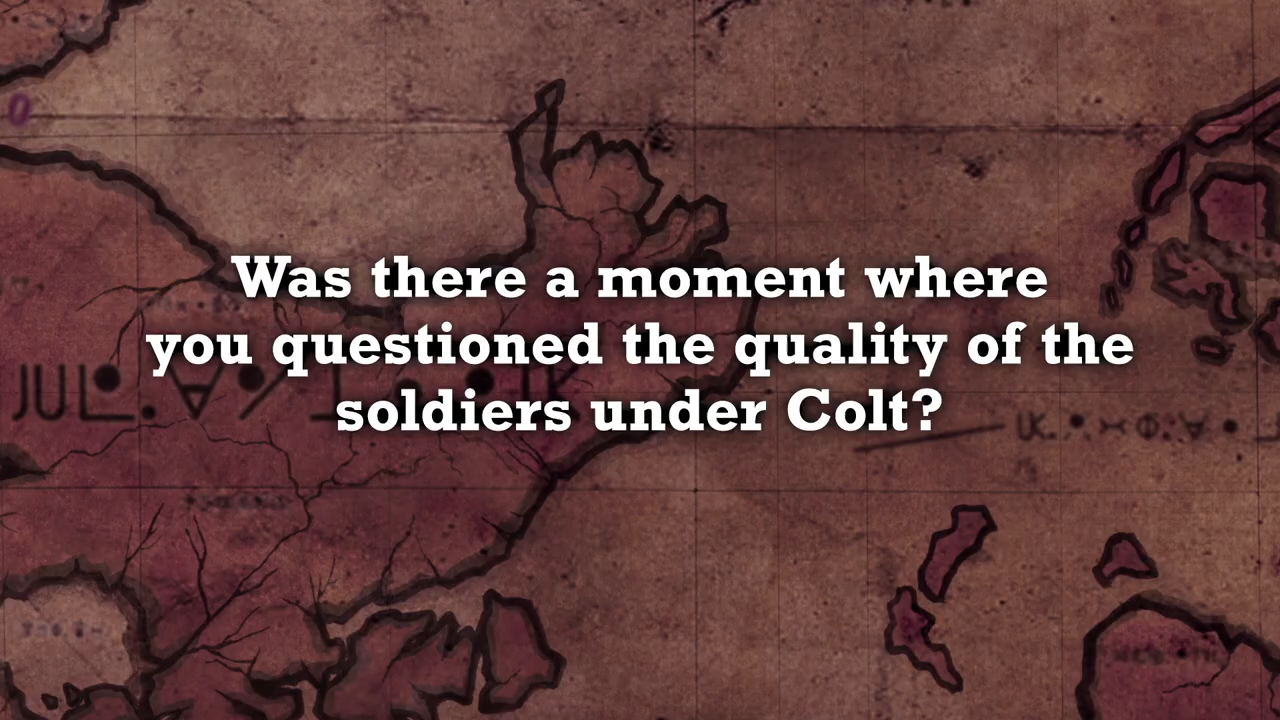 Was there a moment where
you questioned the quality of the
soldiers under Colt?